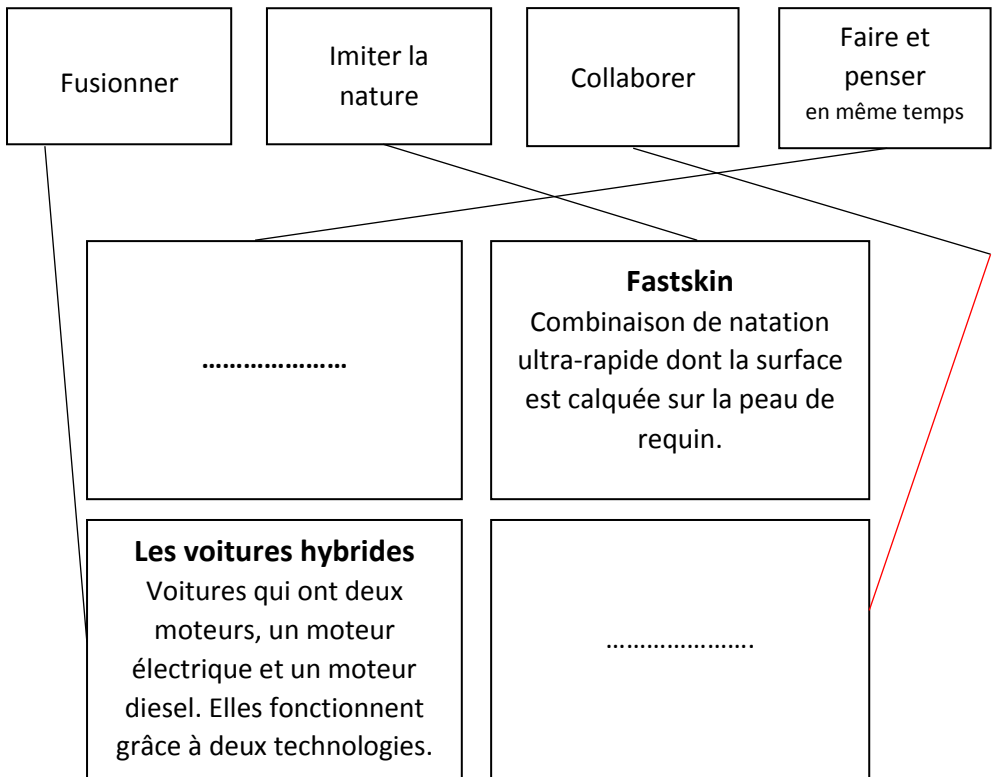 Fusionner
Imiter la
nature
Collaborer
Faire et
penser
en même temps
…………………
Fastskin
Combinaison de natation
ultra-rapide dont la surface
est calquée sur la peau de
requin.
Les voitures hybrides
Voitures qui ont deux
moteurs, un moteur
électrique et un moteur
diesel. Elles fonctionnent
grâce à deux technologies.
………………….